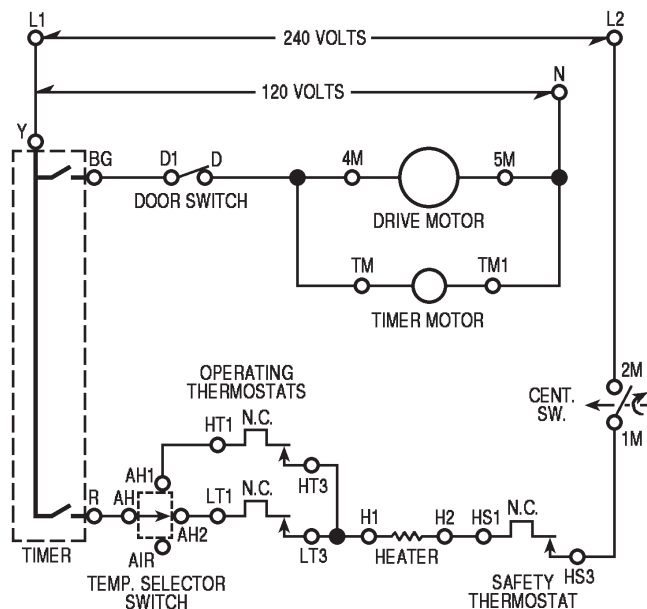 L1
L2
240 VOLTS
N
120 VOLTS
Y
BG
D1
D
4M
5M
DOOR SWITCH
DRIVE MOTOR
TM
TM1
TIMER MOTOR
OPERATING
THERMOSTATS
2M
CENT.
SW.
1M
HT1
N.C.
HT3
AH1
R
AH
LT1
N.C.
AH2
LT3
H1
H2
HS1
N.C.
HEATER
HS3
TIMER
AIR
TEMP. SELECTOR
SWITCH
SAFETY
THERMOSTAT